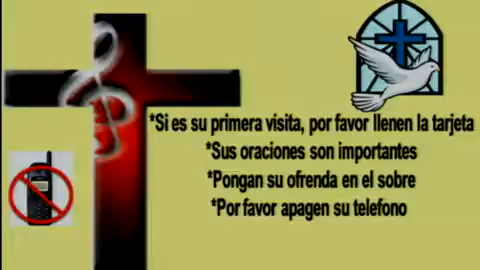 *Si es su primera visita, por favor llenen la tarjeta
*Sus oraciones son importantes
*Pongan su ofrenda en el sobre
*Por favor apagen su telefono